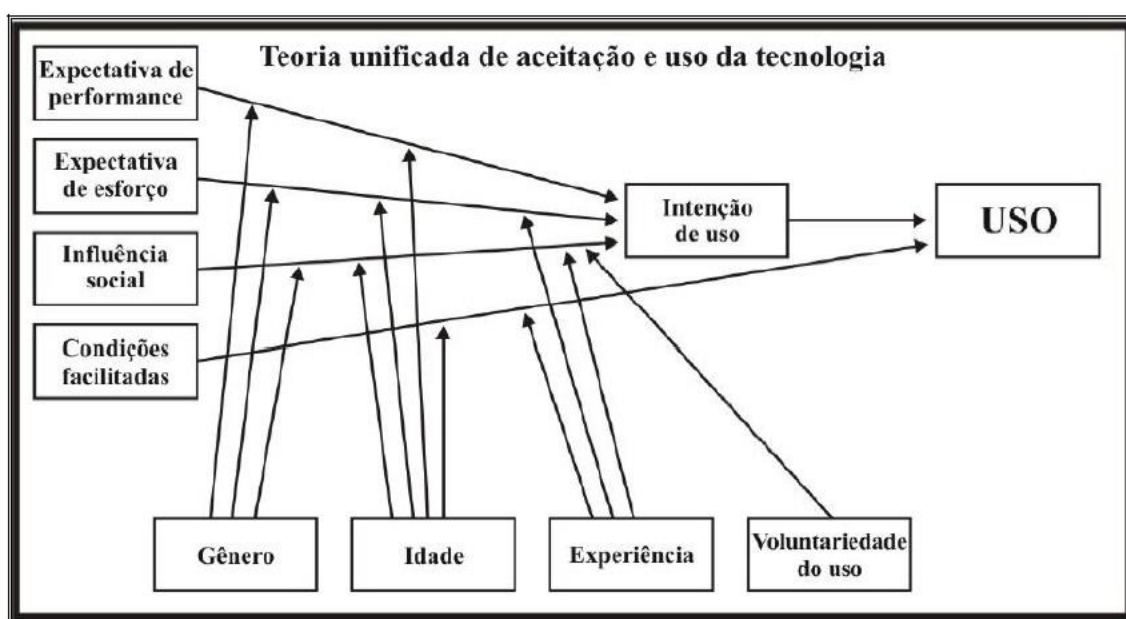 Teoria unificada de aceitação e uso da tecnologia
Expectativa de
performance
Expectativa
de esforço
Influência
social
Condições
facilitadas
Intenção
de uso
USO
Gênero
Idade
Experiência
Voluntariedade
do uso